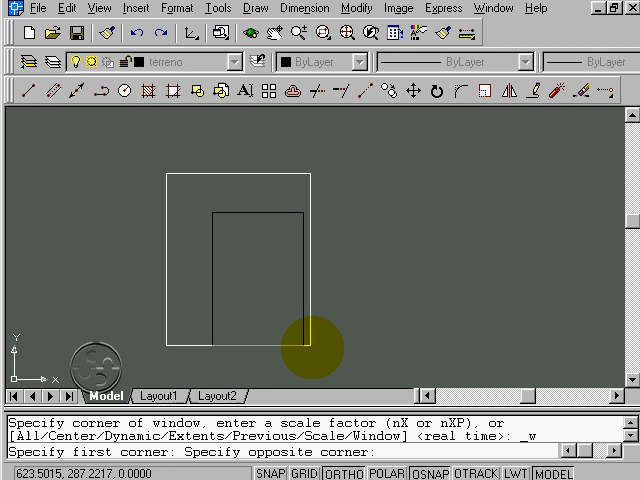 File Edit View Insert Format Tools Draw Dimension Modify Image Express Window Help
terreno ByLayer ByLayer ByLayer
A
Y
X
Model Layout1 Layout2
Specify corner of window, enter a scale factor (nX or nXP), or
[All/Center/Dynamic/Extents/Previous/Scale/Window] <real time>: _w
Specify first corner: Specify opposite corner:
623.5015, 287.2217, 0.0000 SNAP GRID ORTHO POLAR OSNAP OTRACK LWT MODEL